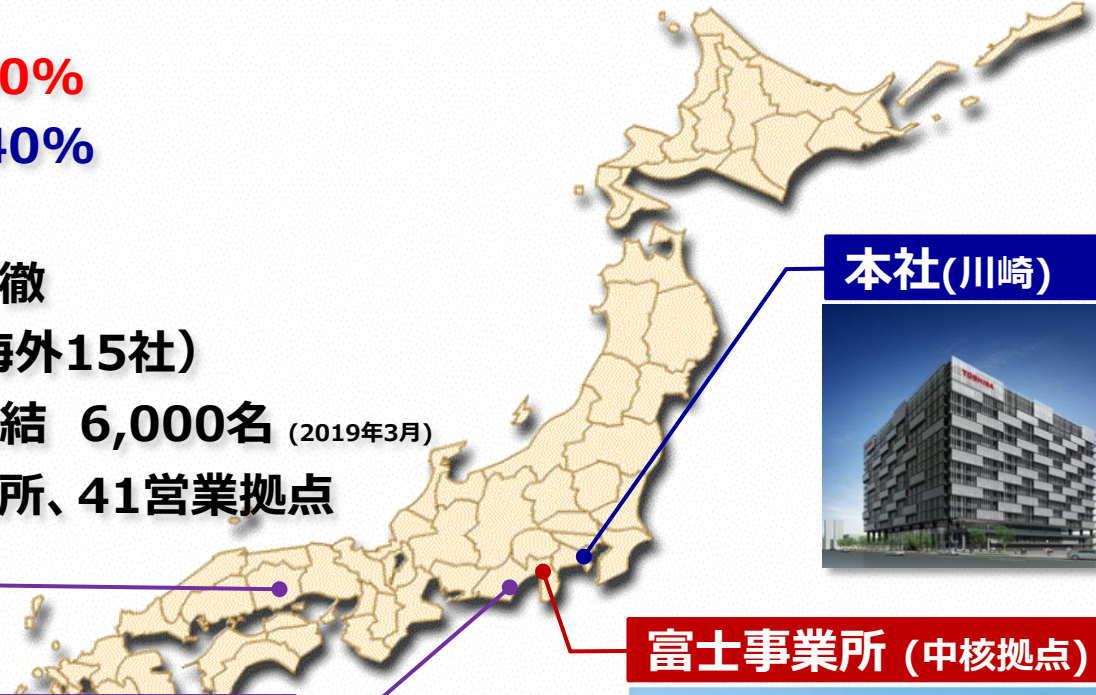 0%
40%
徹
海外15社）
結 6,000名 (2019年3月)
所、41営業拠点
本社(川崎)
TOSHIBA
富士事業所 (中核拠点)